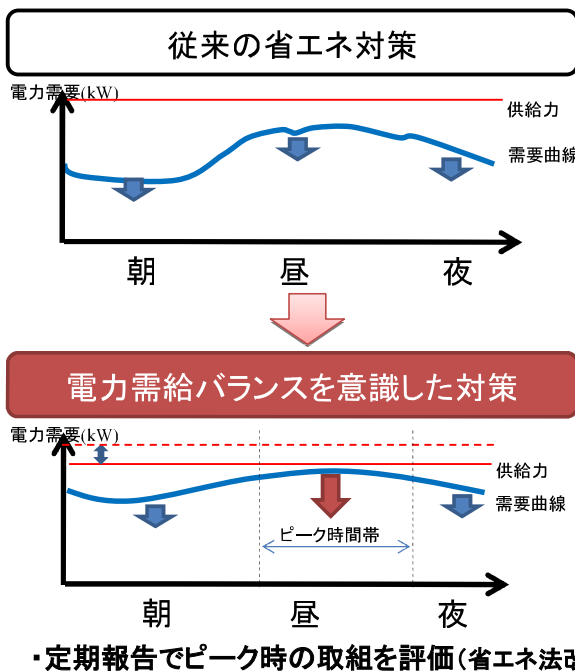 従来の省エネ対策
電力需要(kW)
供給力
需要曲線
朝 昼 夜
電力需給バランスを意識した対策
電力需要(kW)
供給力
需要曲線
ピーク時間帯
朝 昼 夜
・定期報告でピーク時の取組を評価(省エネ法改